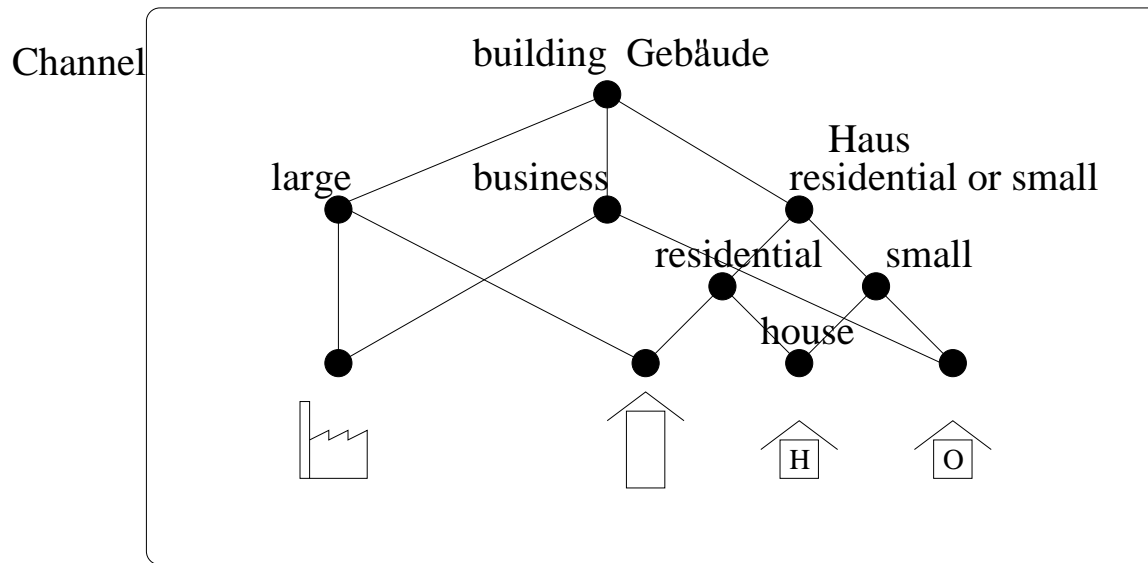 Channel
building Gebäude
Haus
large
business
residential or small
residential
small
house
H
O